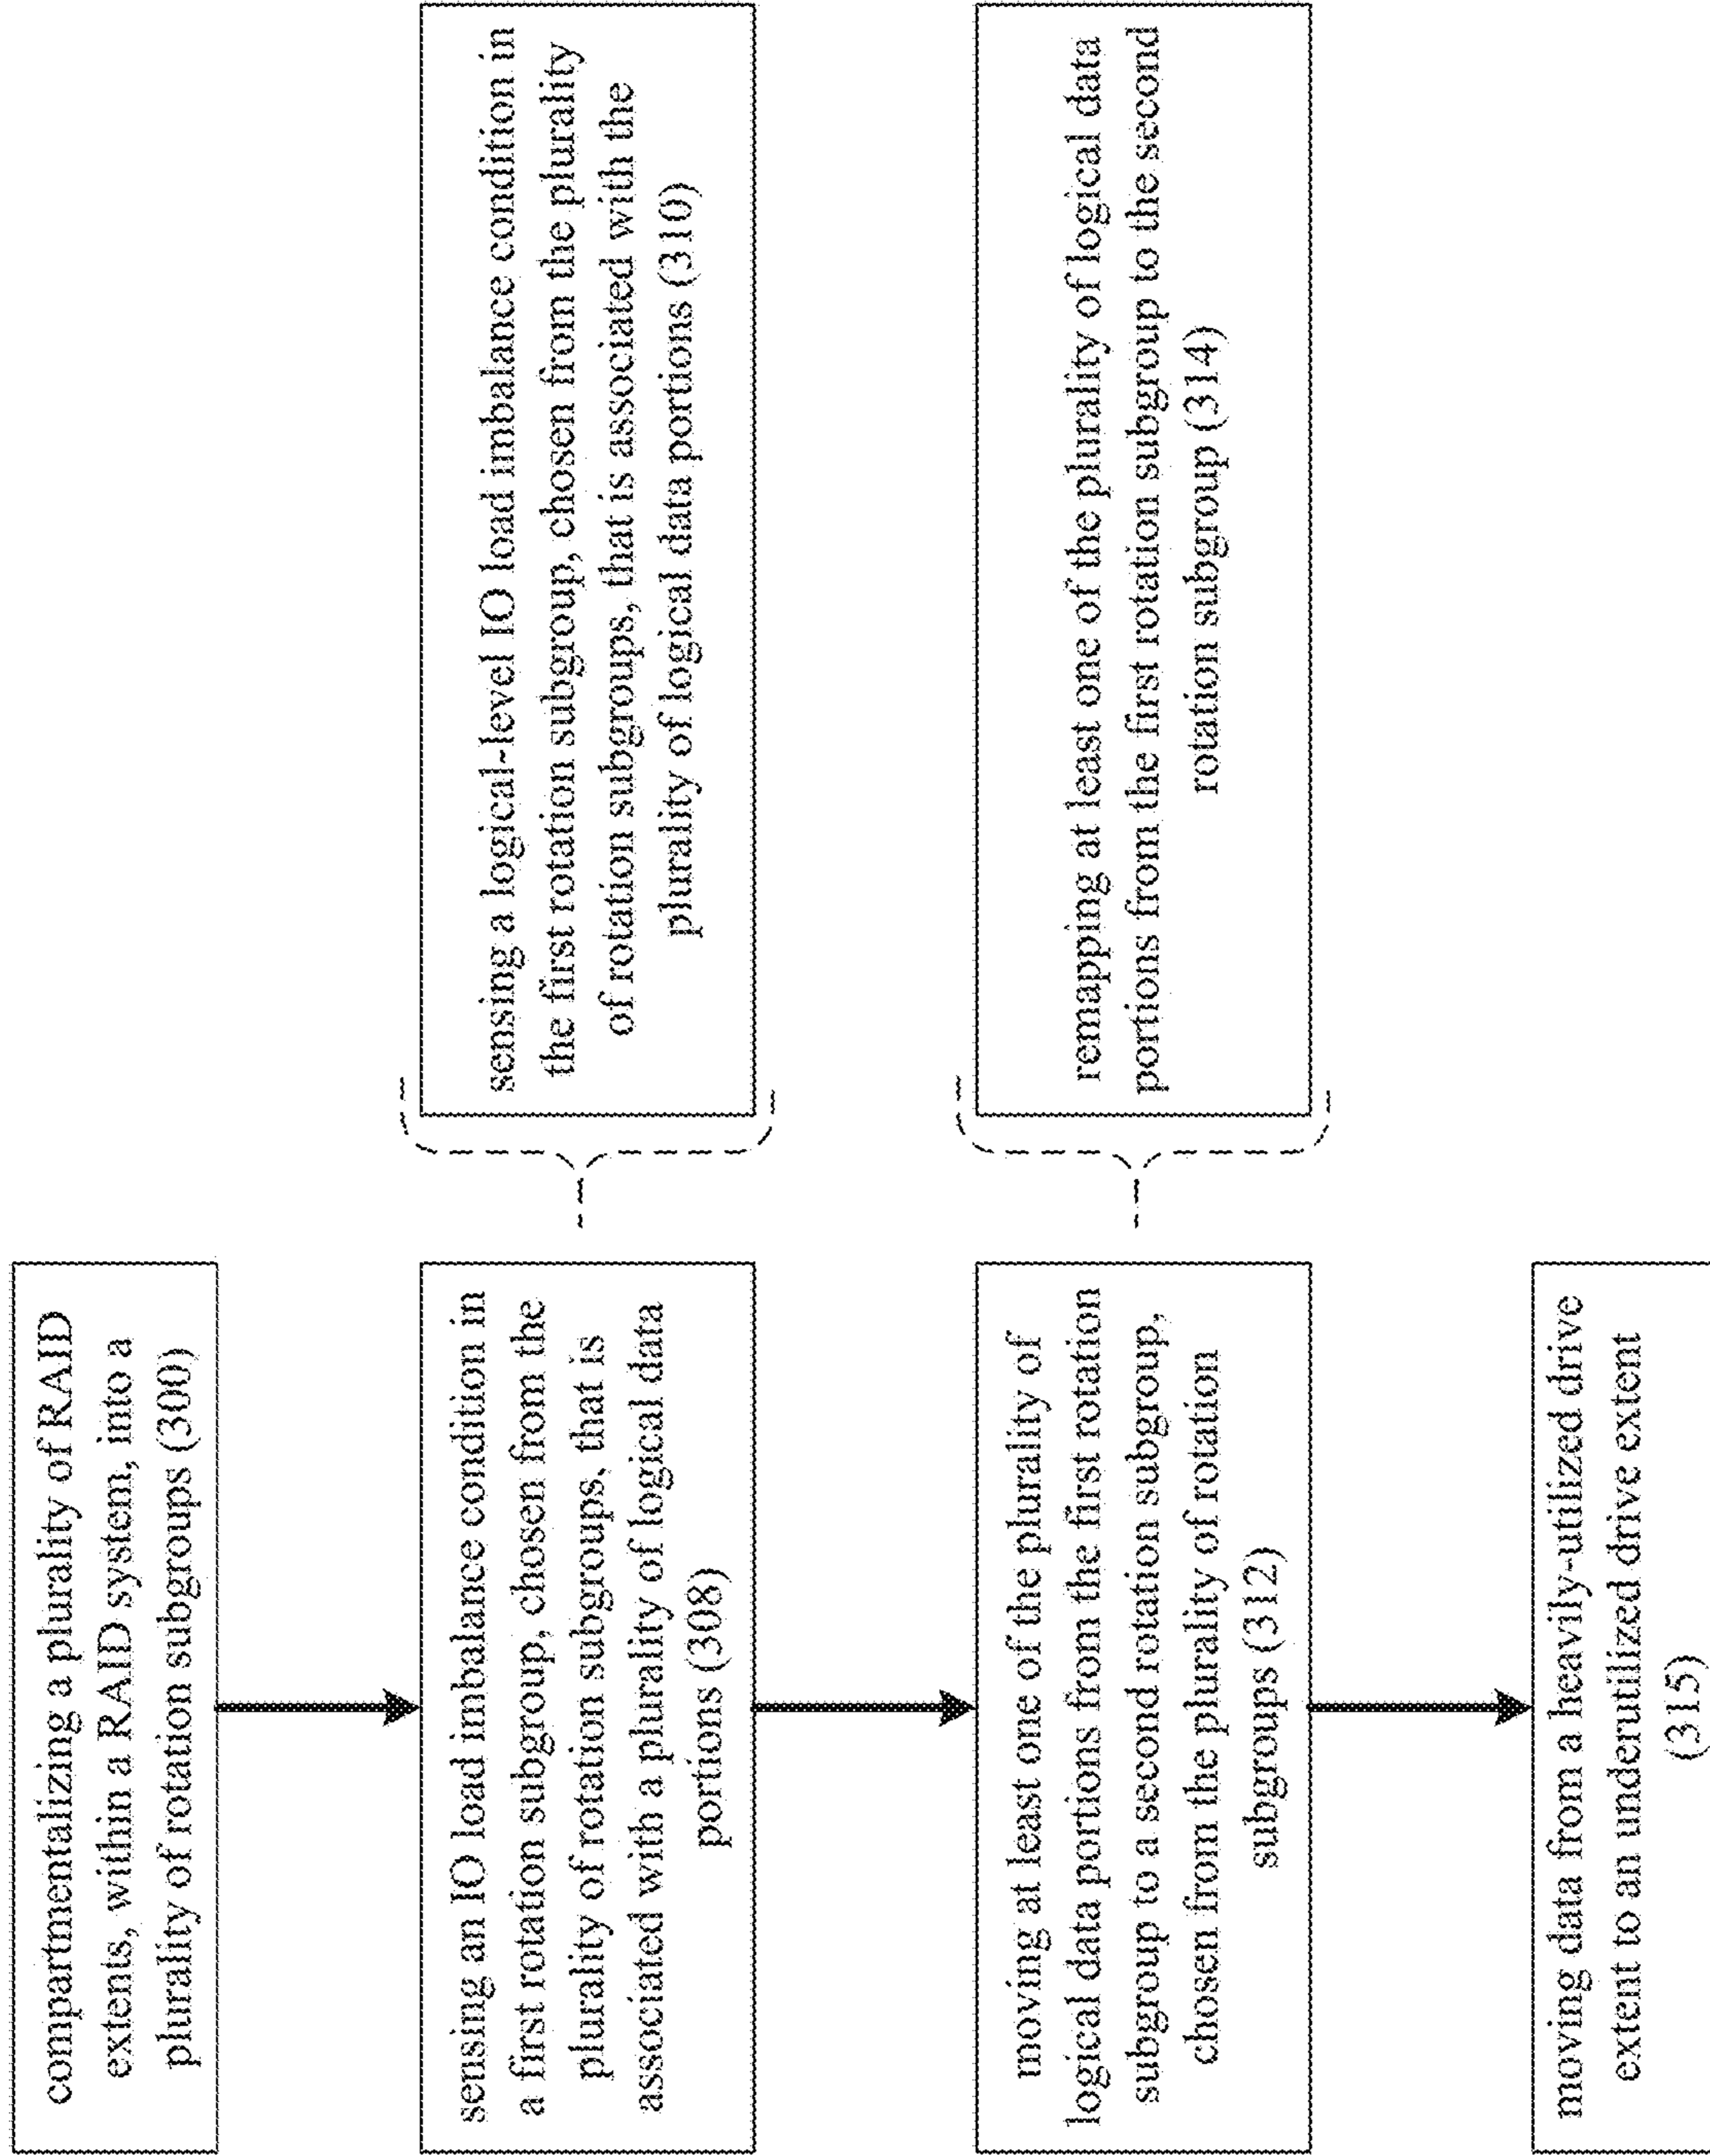 compartmentalizing a plurality of RAID
extents, within a RAID system, into a
plurality of rotation subgroups (300)
sensing an IO load imbalance condition in
a first rotation subgroup, chosen from the
plurality of rotation subgroups, that is
associated with a plurality of logical data
portions (308)
sensing a logical-level IO load imbalance condition in
the first rotation subgroup, chosen from the plurality
of rotation subgroups, that is associated with the
plurality of logical data portions (310)
moving at least one of the plurality of
logical data portions from the first rotation
subgroup to a second rotation subgroup,
chosen from the plurality of rotation
subgroups (312)
remapping at least one of the plurality of logical data
portions from the first rotation subgroup to the second
rotation subgroup (314)
moving data from a heavily-utilized drive
extent to an underutilized drive extent
(315)